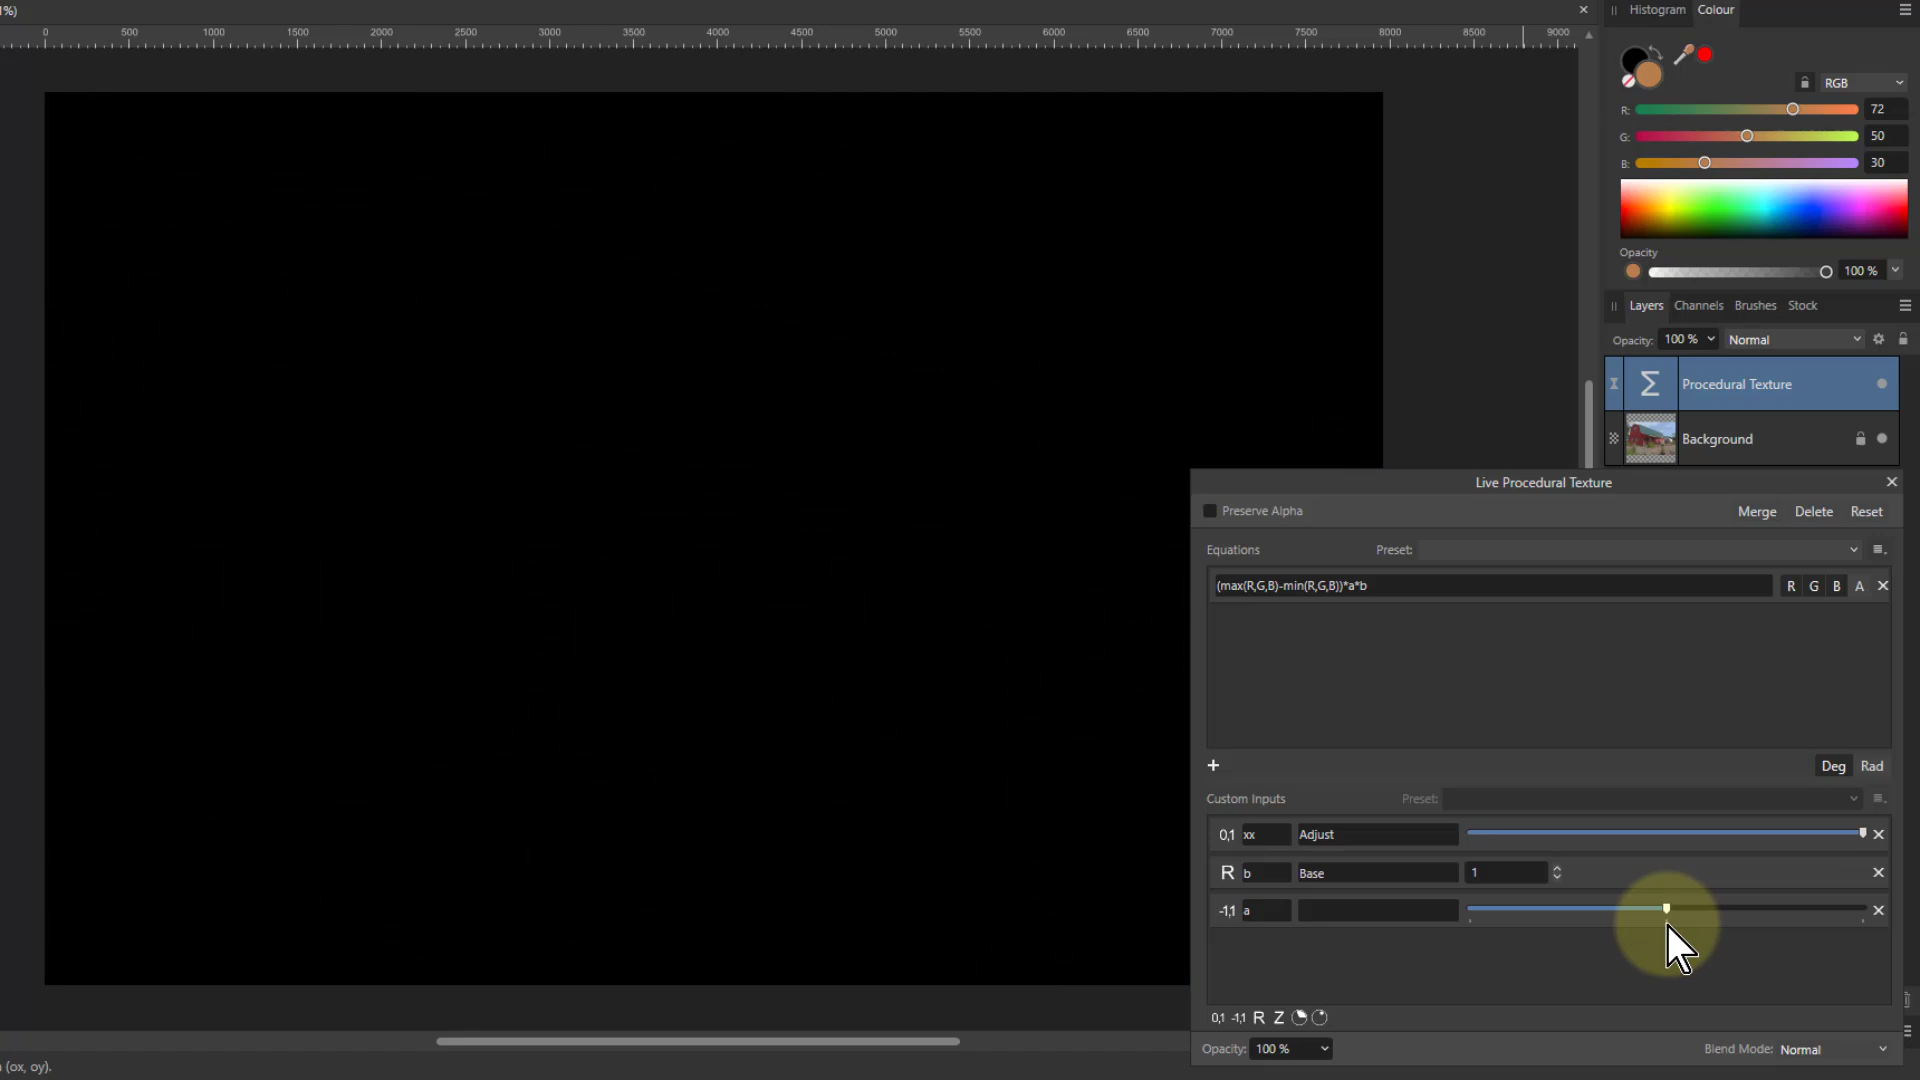 1%)
Histogram Colour
0 500 1000 1500 2000 2500 3000 3500 4000 4500 5000 5500 6000 6500 7000 7500 8000 8500 9000
RGB
R: 72
G: 50
B: 30
Opacity
100 %
Layers Channels Brushes Stock
Opacity: 100 % Normal
Σ Procedural Texture
Background
Live Procedural Texture
Preserve Alpha Merge Delete Reset
Equations Preset:
(max(R,G,B)-min(R,G,B))*a*b R G B A
Deg Rad
Custom Inputs Preset:
0,1 xx Adjust
R b Base 1
-1,1 a
0,1 -1,1 R Z
Opacity: 100 % Blend Mode: Normal
(ox, oy).